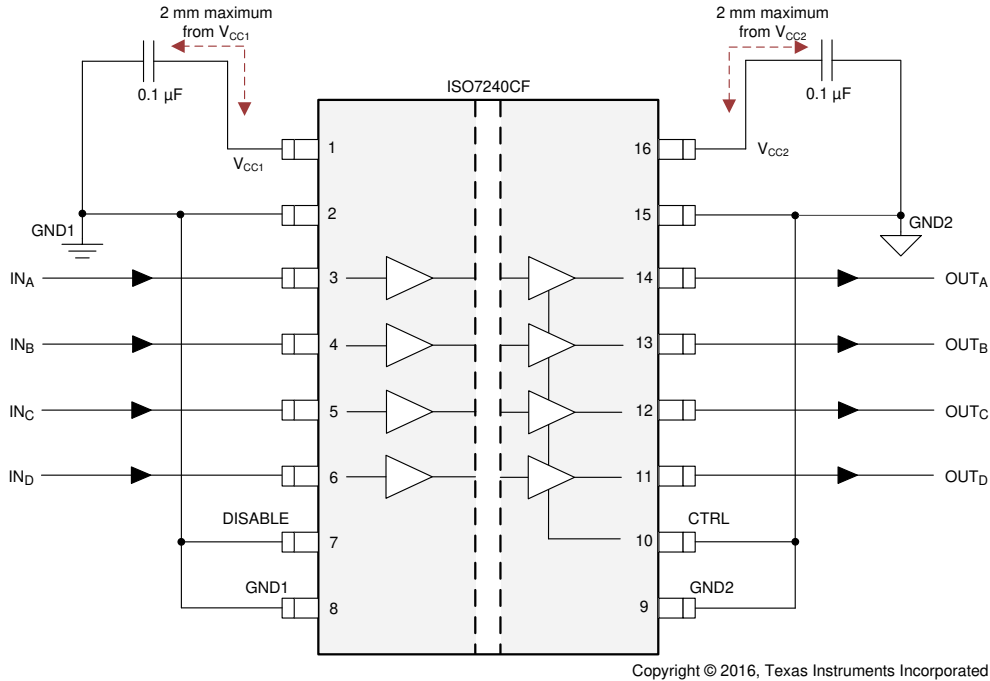 2 mm maximum
from VCC1
2 mm maximum
from VCC2
0.1 µF
0.1 µF
ISO7240CF
1
16
VCC1
VCC2
2
15
GND1
GND2
INA
3
14
OUTA
INB
4
13
OUTB
INC
5
12
OUTC
IND
6
11
OUTD
DISABLE
CTRL
7
10
GND1
GND2
8
9
Copyright © 2016, Texas Instruments Incorporated